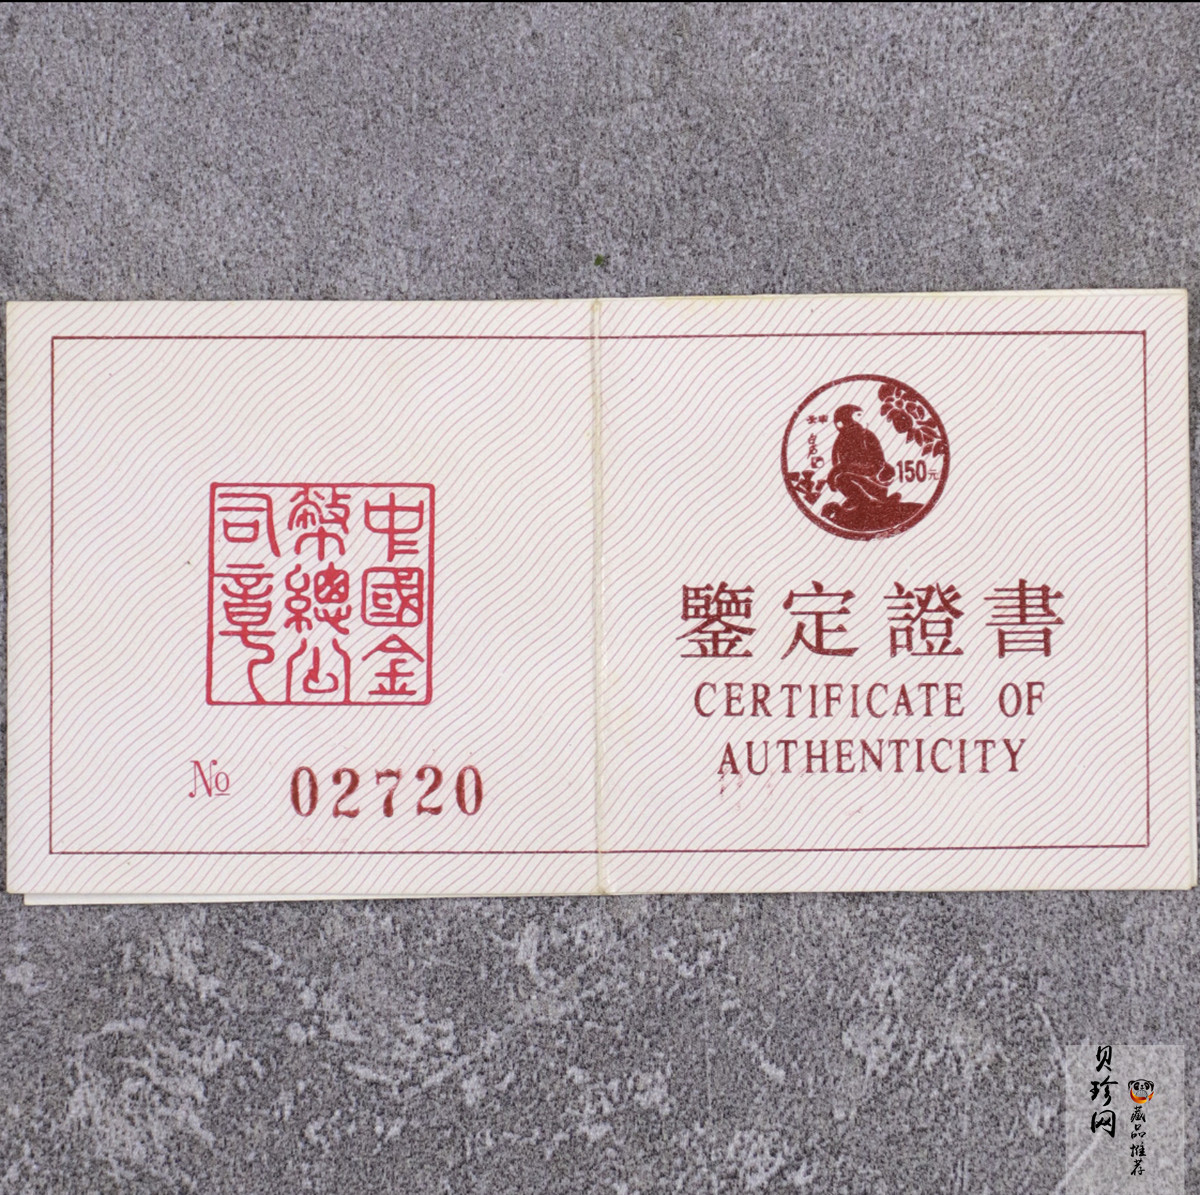 中國金
幣總公
司章
№ 02720
150元
鑒定證書
CERTIFICATE OF
AUTHENTICITY
贝珍网
藏品推荐